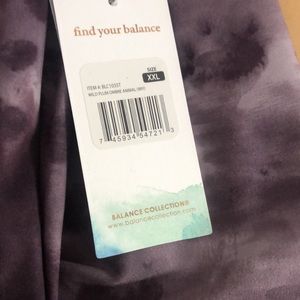 find your balance
SIZE
XXL
ITEM # BLC10357
WILD PLUM OMBRE ANIMAL
7 45934 54721 3
BALANCE COLLECTION®
www.balancecollection.com